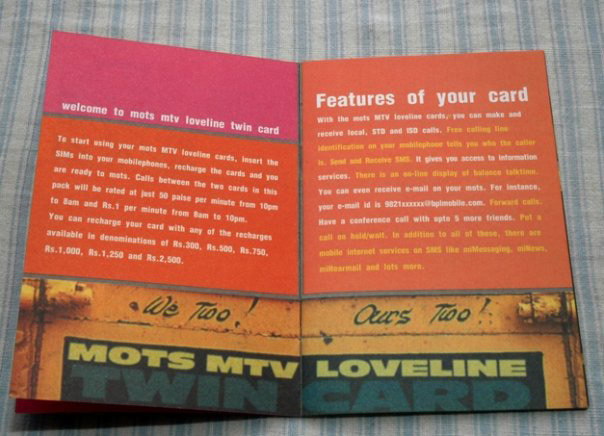 welcome to mots mtv loveline twin card
To start using your mots MTV loveline cards, insert the
SIMs into your mobilephones, recharge the cards and you
are ready to mots. Calls between the two cards in this
pack will be rated at just 50 paise per minute from 10pm
to 8am and Rs.1 per minute from 8am to 10pm.
You can recharge your card with any of the recharges
available in denominations of Rs.300, Rs.500, Rs.750,
Rs.1,000, Rs.1,250 and Rs.2,500.
We Two!
MOTS MTV
TWIN
Features of your card
With the mots MTV loveline cards, you can make and
receive local, STD and ISD calls. Free calling line
identification on your mobilephone tells you who the caller
is. Send and Receive SMS. It gives you access to information
services. There is an on-line display of balance talktime.
You can even receive e-mail on your mots. For instance,
your e-mail id is 9821xxxxxx@bplmobile.com. Forward calls.
Have a conference call with upto 5 more friends. Put a
call on hold/wait. In addition to all of these, there are
mobile internet services on SMS like miMessaging, miNews,
miNearmail and lots more.
Ours Two!
LOVELINE
CARD